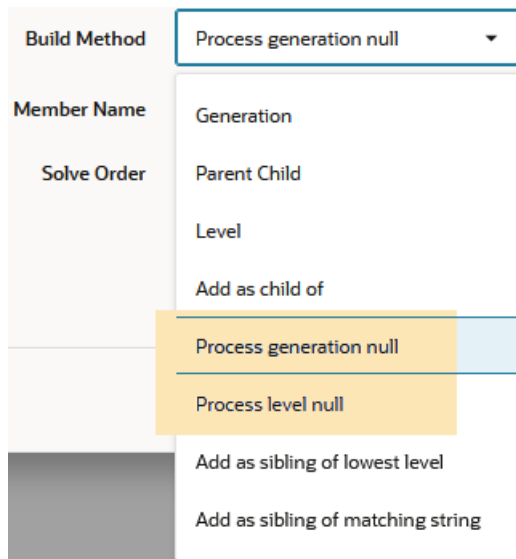 Build Method
Process generation null
Member Name
Generation
Solve Order
Parent Child
Level
Add as child of
Process generation null
Process level null
Add as sibling of lowest level
Add as sibling of matching string